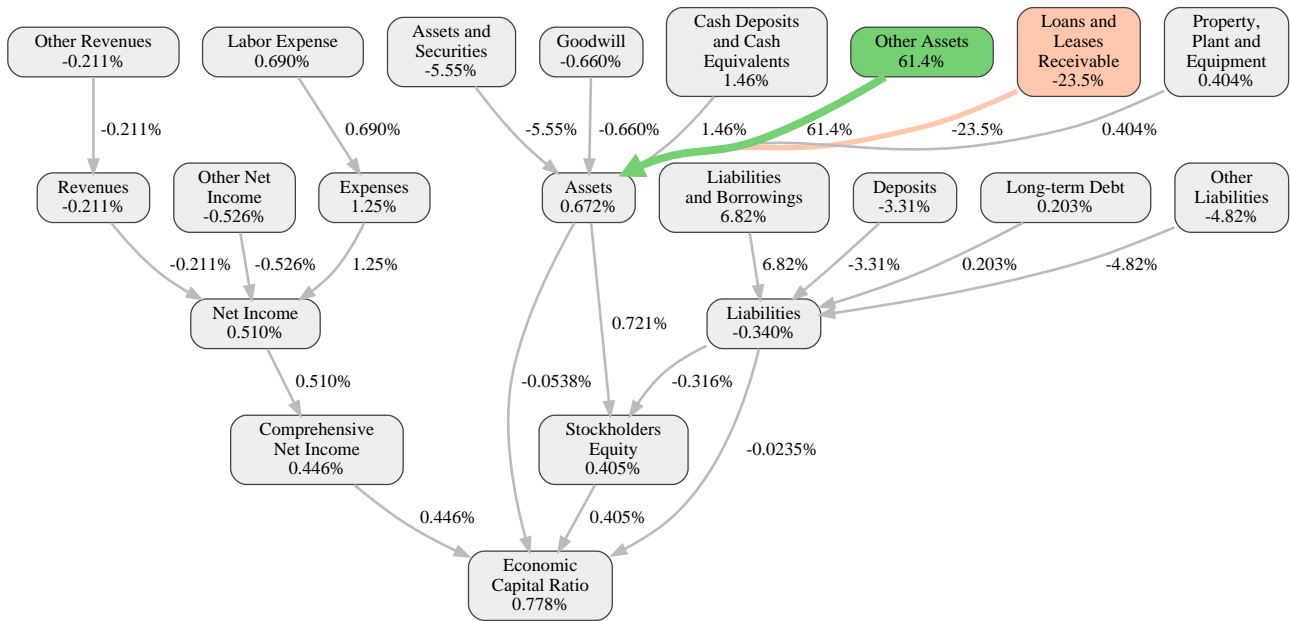 Other Revenues
-0.211%
Labor Expense
0.690%
Assets and
Securities
-5.55%
Goodwill
-0.660%
Cash Deposits
and Cash
Equivalents
1.46%
Other Assets
61.4%
Loans and
Leases
Receivable
-23.5%
Property,
Plant and
Equipment
0.404%
-0.211%
0.690%
-5.55%
-0.660%
1.46%
61.4%
-23.5%
0.404%
Revenues
-0.211%
Other Net
Income
-0.526%
Expenses
1.25%
Assets
0.672%
Liabilities
and Borrowings
6.82%
Deposits
-3.31%
Long-term Debt
0.203%
Other
Liabilities
-4.82%
-0.211%
-0.526%
1.25%
6.82%
-3.31%
0.203%
-4.82%
Net Income
0.510%
Liabilities
-0.340%
0.721%
0.510%
-0.0538%
-0.316%
Comprehensive
Net Income
0.446%
Stockholders
Equity
0.405%
-0.0235%
0.446%
0.405%
Economic
Capital Ratio
0.778%